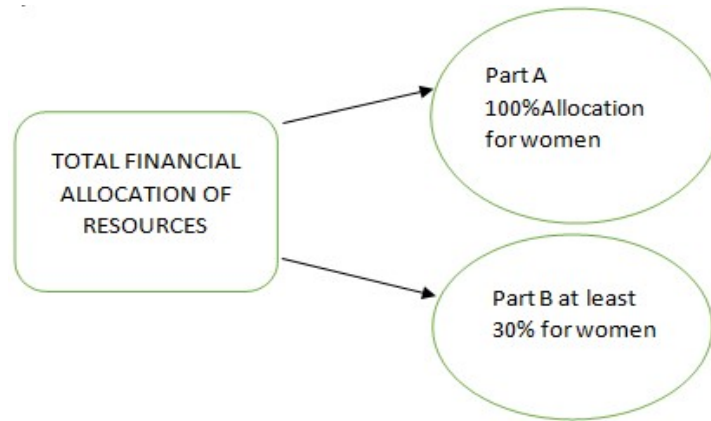 TOTAL FINANCIAL
ALLOCATION OF
RESOURCES
Part A
100%Allocation
for women
Part B at least
30% for women